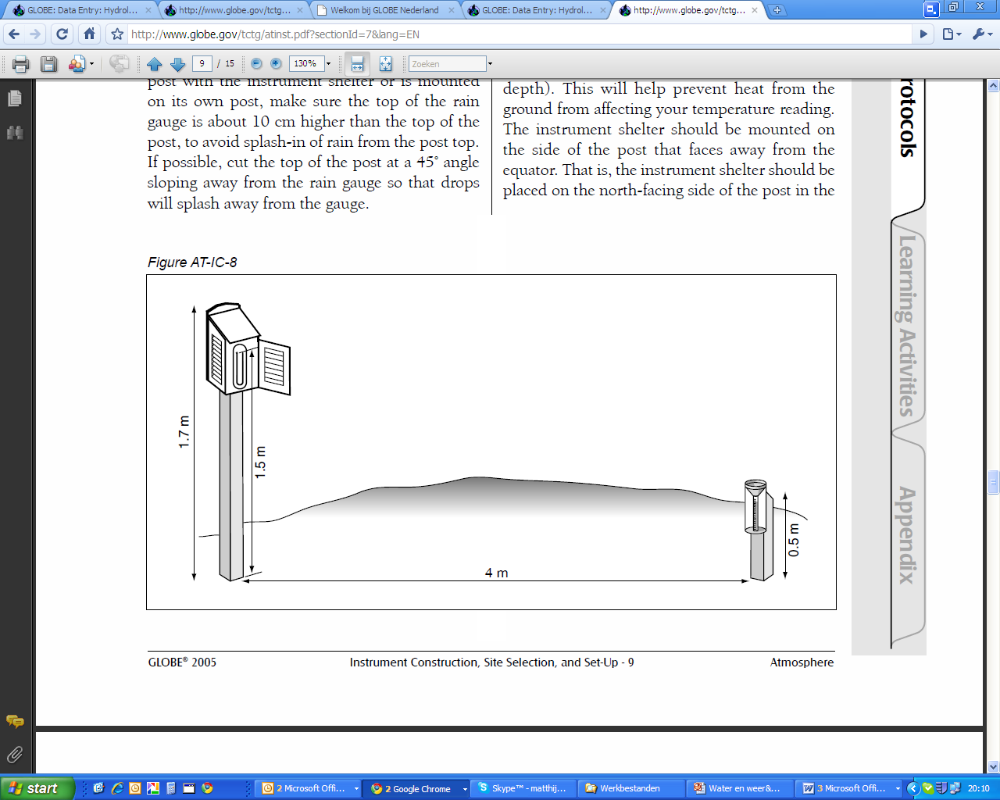 GLOBE: Data Entry: Hydrol...
http://www.globe.gov/tctg...
Welkom bij GLOBE Nederland
GLOBE: Data Entry: Hydrol...
http://www.globe.gov/tctg...
http://www.globe.gov/tctg/atinst.pdf?sectionId=7&lang=EN
9 / 15
130%
Zoeken
post with the instrument shelter or is mounted
on its own post, make sure the top of the rain
gauge is about 10 cm higher than the top of the
post, to avoid splash-in of rain from the post top.
If possible, cut the top of the post at a 45° angle
sloping away from the rain gauge so that drops
will splash away from the gauge.
depth). This will help prevent heat from the
ground from affecting your temperature reading.
The instrument shelter should be mounted on
the side of the post that faces away from the
equator. That is, the instrument shelter should be
placed on the north-facing side of the post in the
rotocols
Learning Activities
Appendix
Figure AT-IC-8
1.7 m
1.5 m
4 m
0.5 m
GLOBE® 2005
Instrument Construction, Site Selection, and Set-Up - 9
Atmosphere
start
2 Microsoft Offi...
2 Google Chrome
Skype™ - matthij...
Werkbestanden
Water en weer&...
3 Microsoft Offi...
20:10